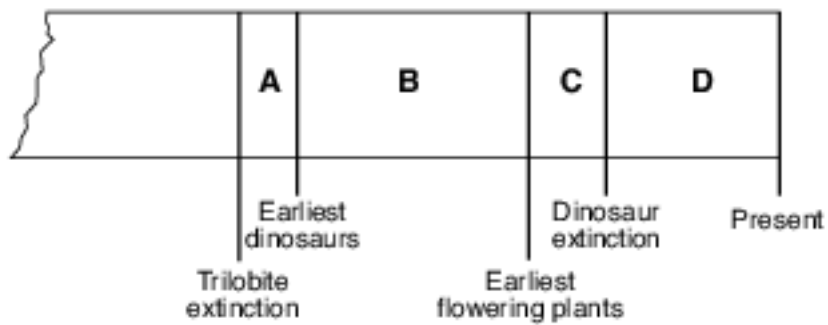 A
B
C
D
Earliest
dinosaurs
Dinosaur
extinction
Present
Trilobite
extinction
Earliest
flowering plants